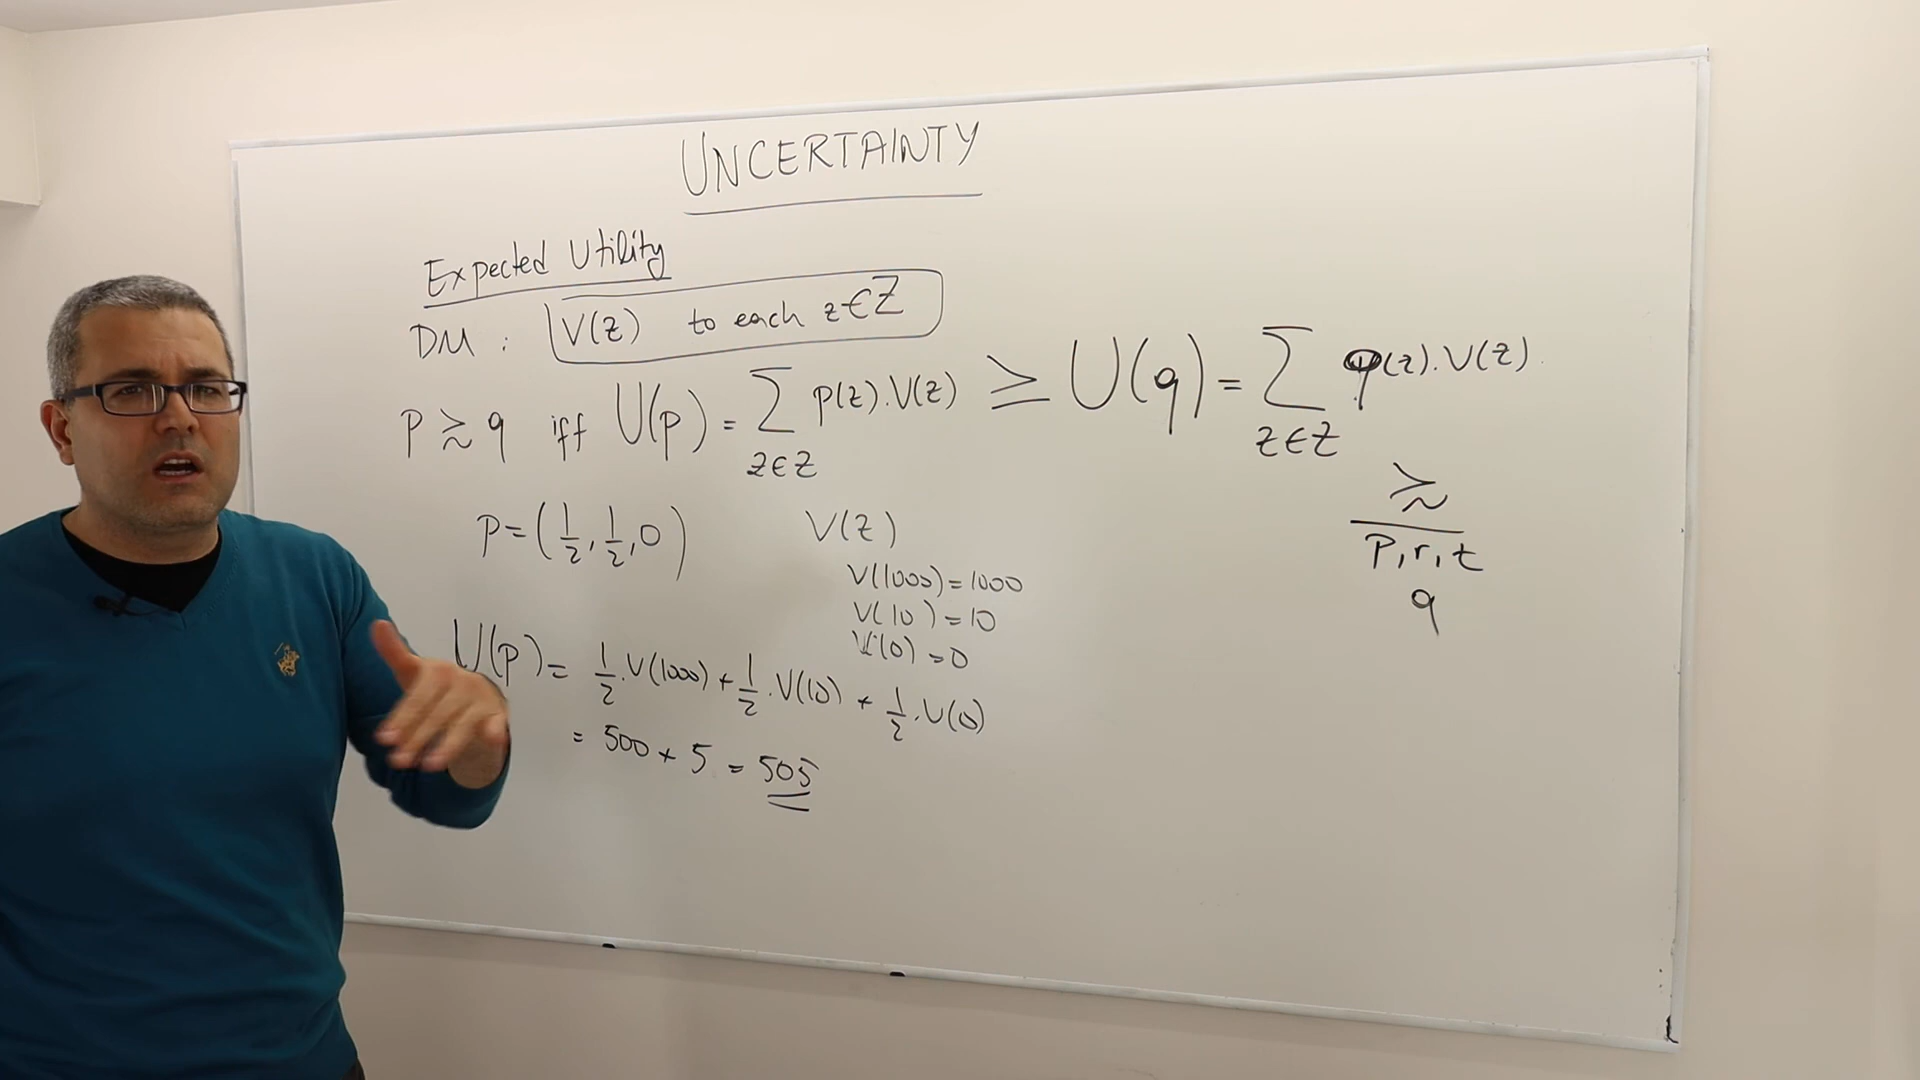 UNCERTAINTY
Expected Utility
DM : V(z) to each z∈Z
p ≿ q iff U(p) = ∑ p(z).V(z) ≥ U(q) = ∑ q(z).V(z).
z∈Z z∈Z
≿
p, r, t
q
p = (1/2, 1/2, 0) V(z)
V(1000) = 1000
V(10) = 10
V(0) = 0
U(p) = 1/2.V(1000) + 1/2.V(10) + 1/2.V(0)
= 500 + 5 = 505